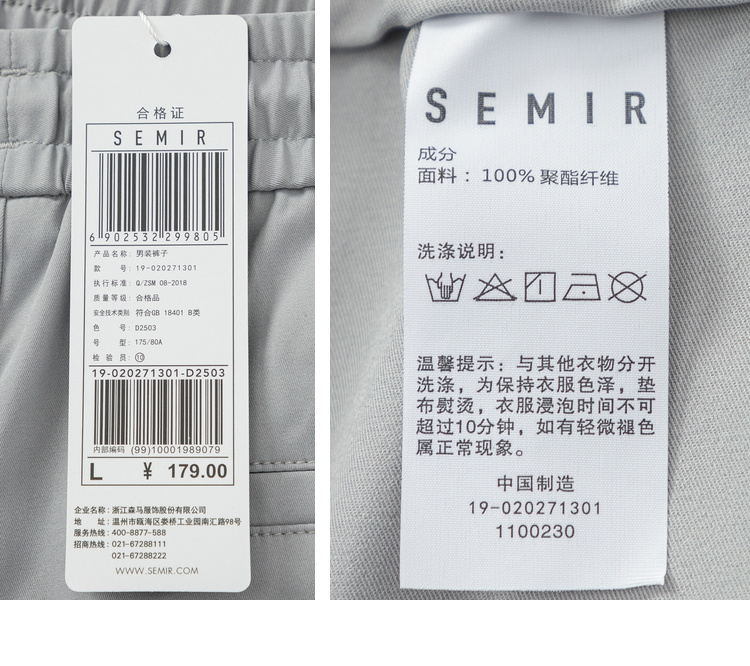 合格证
SEMIR
6 902532 299805
产品名称: 男装裤子
款 号: 19-020271301
执行标准: Q/ZSM 08-2018
质量等级: 合格品
安全技术类别 符合GB 18401 B类
色 号: D2503
号 型: 175/80A
检 验 员: ⑩
19-020271301-D2503
内部编码 (99)10001989079
L ¥ 179.00
企业名称: 浙江森马服饰股份有限公司
地 址: 温州市瓯海区娄桥工业园南汇路98号
服务热线: 400-8877-588
招商热线: 021-67288111
021-67288222
WWW.SEMIR.COM
SEMIR
成分
面料: 100% 聚酯纤维
洗涤说明:
温馨提示: 与其他衣物分开
洗涤，为保持衣服色泽，垫
布熨烫，衣服浸泡时间不可
超过10分钟，如有轻微褪色
属正常现象。
中国制造
19-020271301
1100230